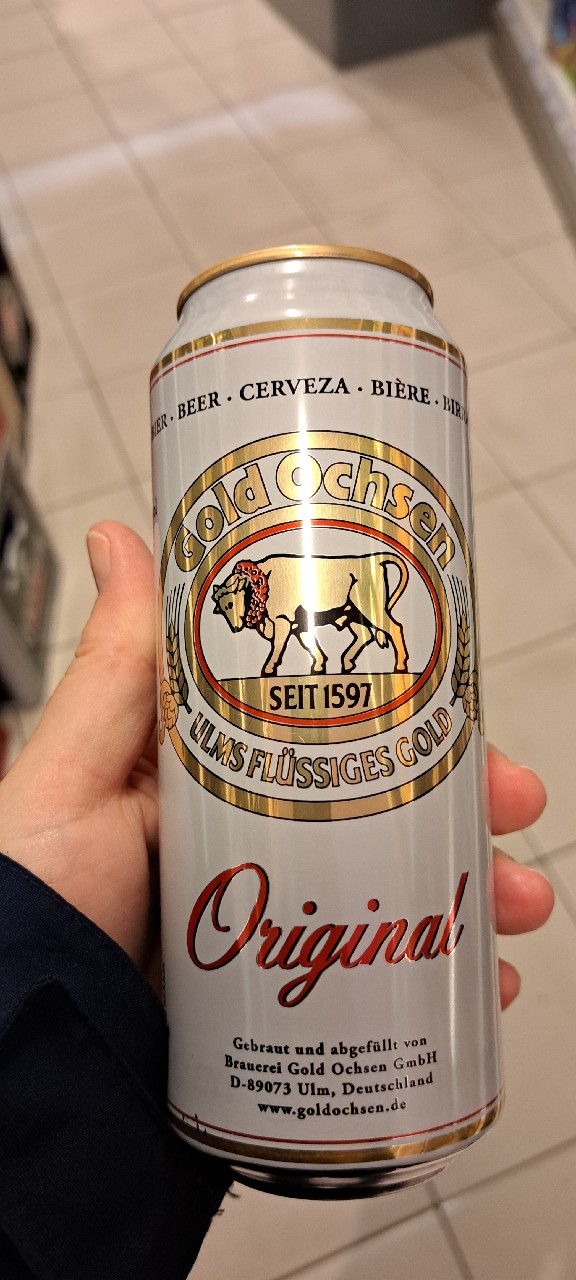 BIER · BEER · CERVEZA · BIÈRE ·
Gold Ochsen
SEIT 1597
ULMS FLÜSSIGES GOLD
Original
Gebraut und abgefüllt von
Brauerei Gold Ochsen GmbH
D-89073 Ulm, Deutschland
www.goldochsen.de